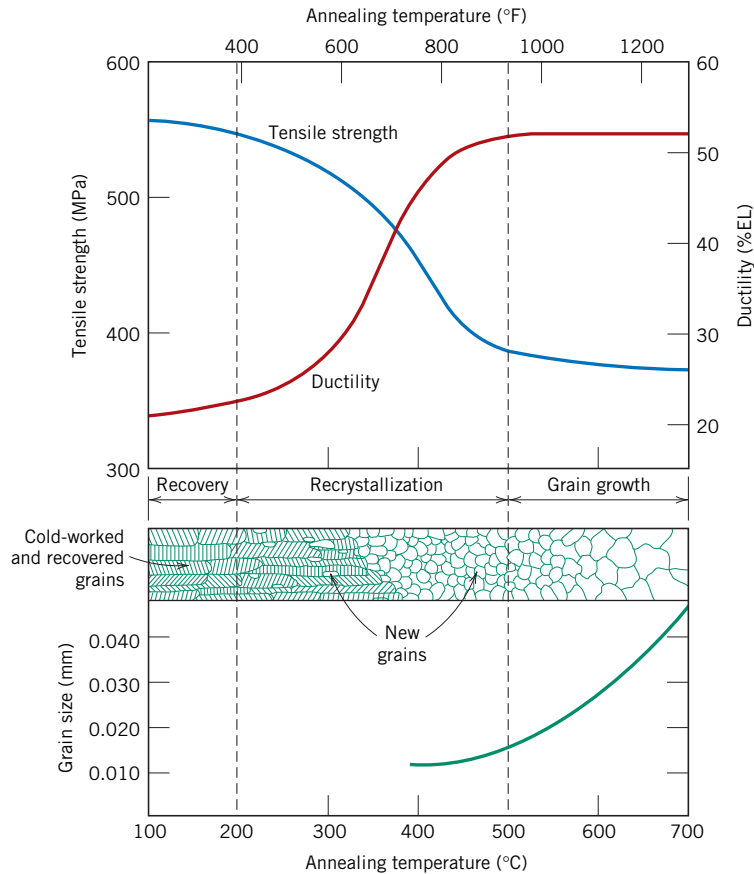 Annealing temperature (°F)
400 600 800 1000 1200
600 60
Tensile strength
50
500
Tensile strength (MPa)
40
Ductility (%EL)
400
30
Ductility
20
300
Recovery Recrystallization Grain growth
Cold-worked
and recovered
grains
New
grains
0.040
0.030
0.020
0.010
Grain size (mm)
100 200 300 400 500 600 700
Annealing temperature (°C)